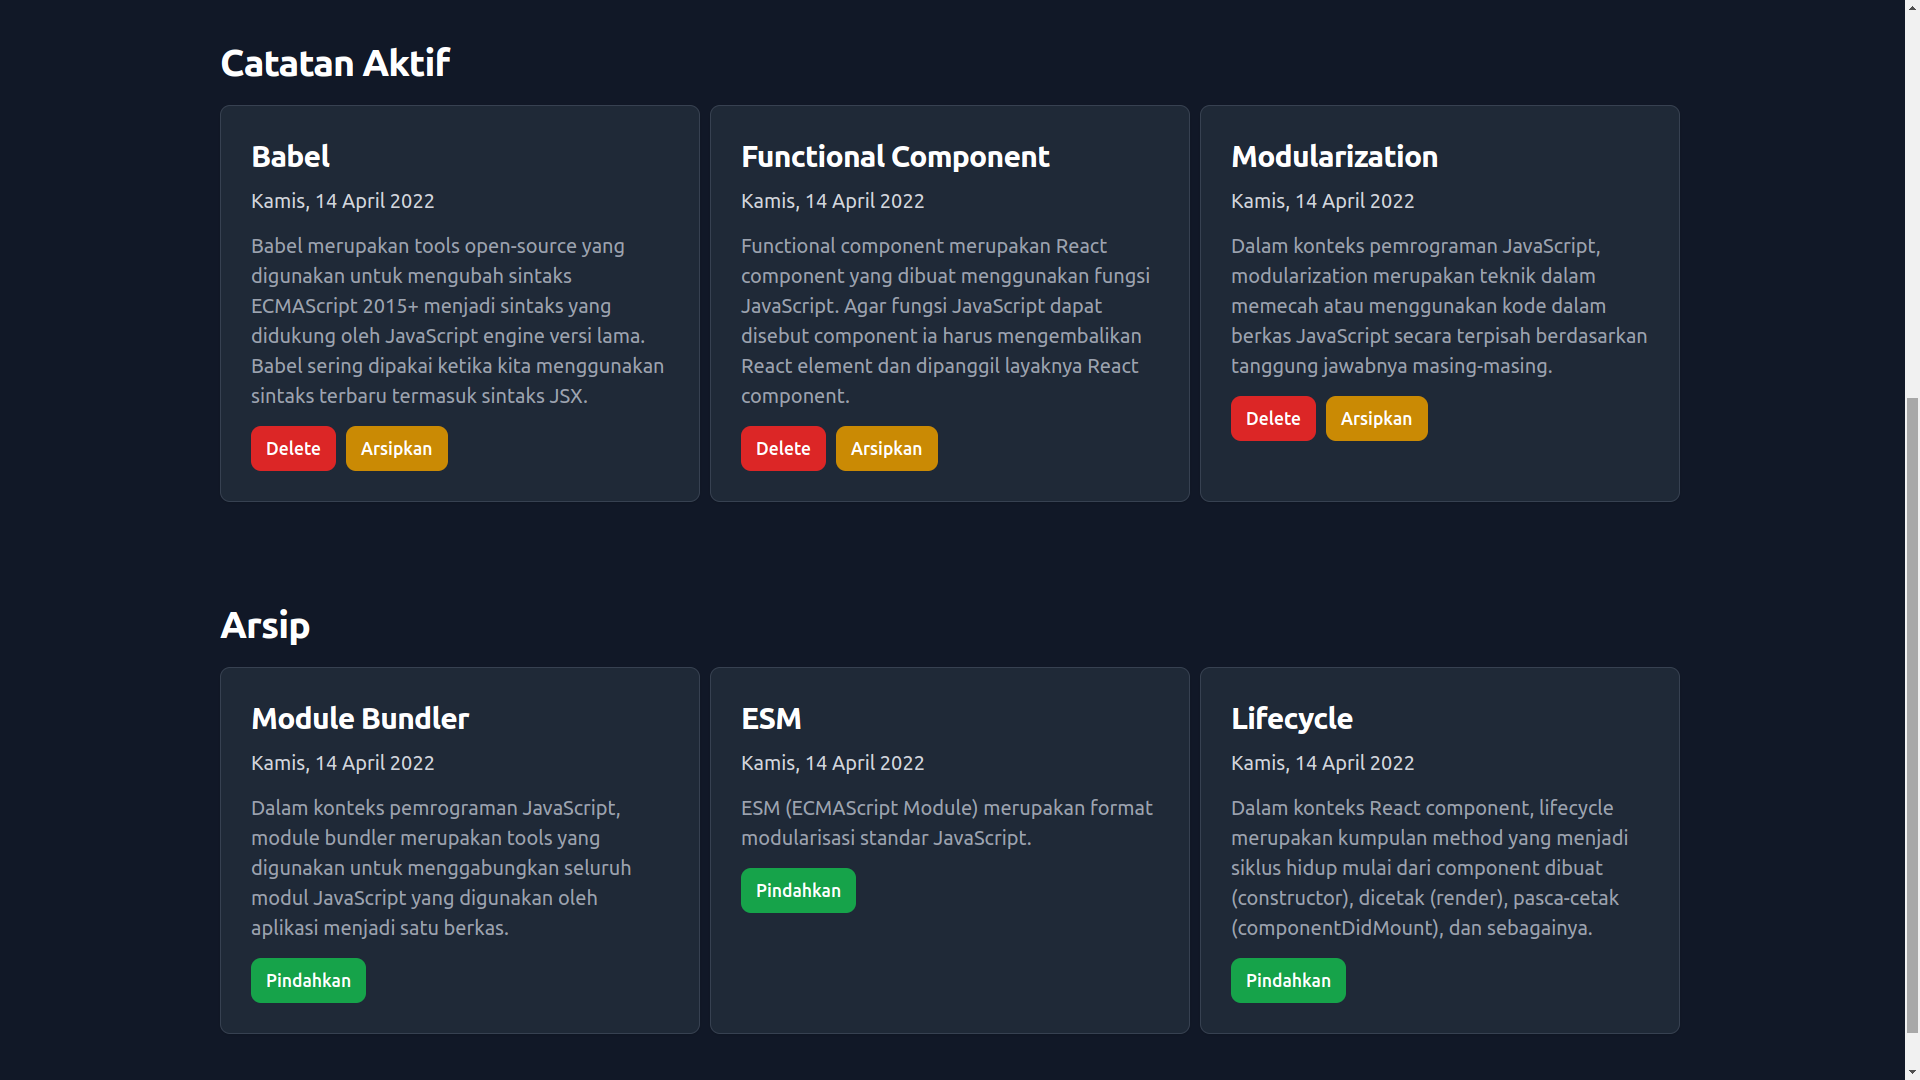 Catatan Aktif
Babel
Kamis, 14 April 2022
Babel merupakan tools open-source yang
digunakan untuk mengubah sintaks
ECMAScript 2015+ menjadi sintaks yang
didukung oleh JavaScript engine versi lama.
Babel sering dipakai ketika kita menggunakan
sintaks terbaru termasuk sintaks JSX.
Delete Arsipkan
Functional Component
Kamis, 14 April 2022
Functional component merupakan React
component yang dibuat menggunakan fungsi
JavaScript. Agar fungsi JavaScript dapat
disebut component ia harus mengembalikan
React element dan dipanggil layaknya React
component.
Delete Arsipkan
Modularization
Kamis, 14 April 2022
Dalam konteks pemrograman JavaScript,
modularization merupakan teknik dalam
memecah atau menggunakan kode dalam
berkas JavaScript secara terpisah berdasarkan
tanggung jawabnya masing-masing.
Delete Arsipkan
Arsip
Module Bundler
Kamis, 14 April 2022
Dalam konteks pemrograman JavaScript,
module bundler merupakan tools yang
digunakan untuk menggabungkan seluruh
modul JavaScript yang digunakan oleh
aplikasi menjadi satu berkas.
Pindahkan
ESM
Kamis, 14 April 2022
ESM (ECMAScript Module) merupakan format
modularisasi standar JavaScript.
Pindahkan
Lifecycle
Kamis, 14 April 2022
Dalam konteks React component, lifecycle
merupakan kumpulan method yang menjadi
siklus hidup mulai dari component dibuat
(constructor), dicetak (render), pasca-cetak
(componentDidMount), dan sebagainya.
Pindahkan